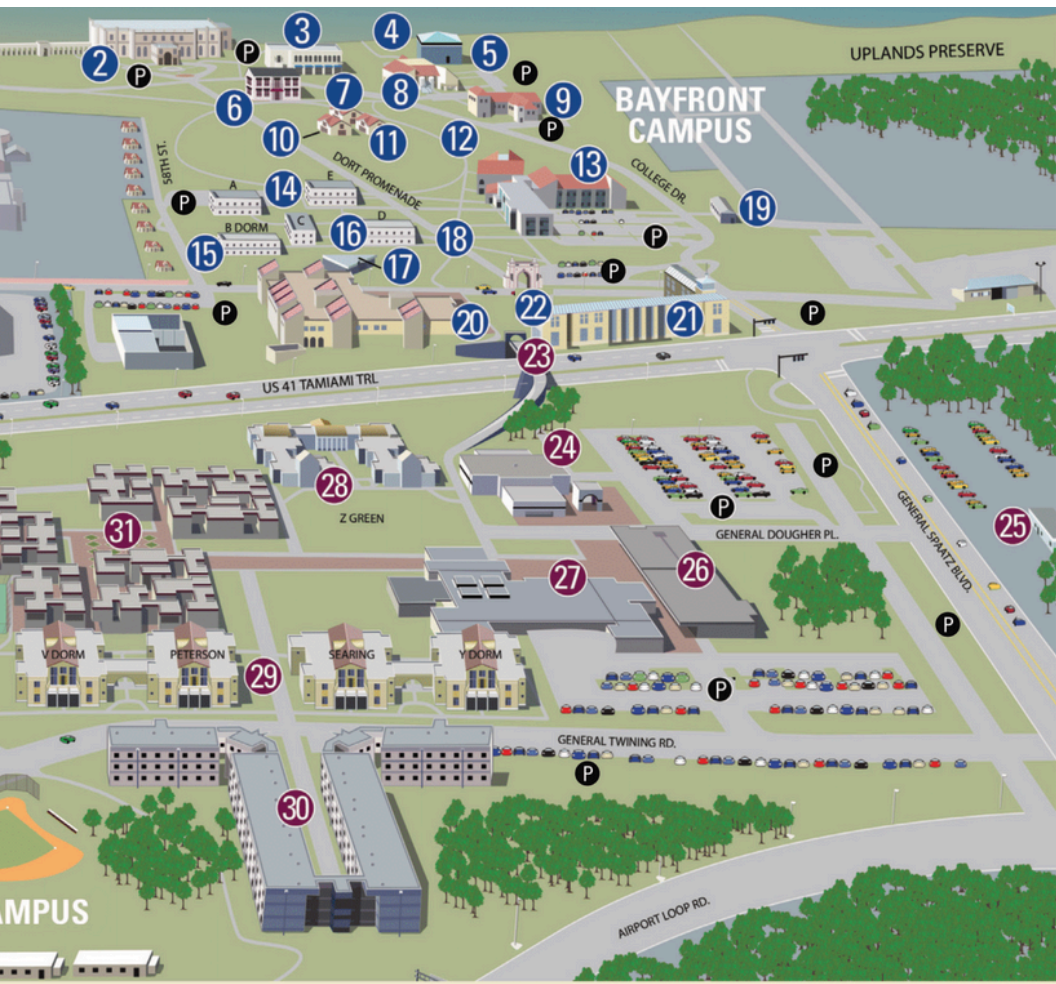 3
4
2
P
P
5
P
UPLANDS PRESERVE
6
7
8
9
BAYFRONT
CAMPUS
10
11
12
P
58TH ST.
DORT PROMENADE
13
COLLEGE DR.
A
14
E
P
19
B DORM
C
16
D
15
17
18
P
P
P
20
22
21
P
23
US 41 TAMIAMI TRL
24
28
P
Z GREEN
P
GENERAL DOUGHER PL.
GENERAL SPAATZ BLVD.
25
31
27
26
P
V DORM
PETERSON
SEARING
Y DORM
29
P
GENERAL TWINING RD.
P
30
AMPUS
AIRPORT LOOP RD.